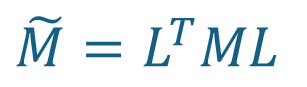 M̃ = LᵀML